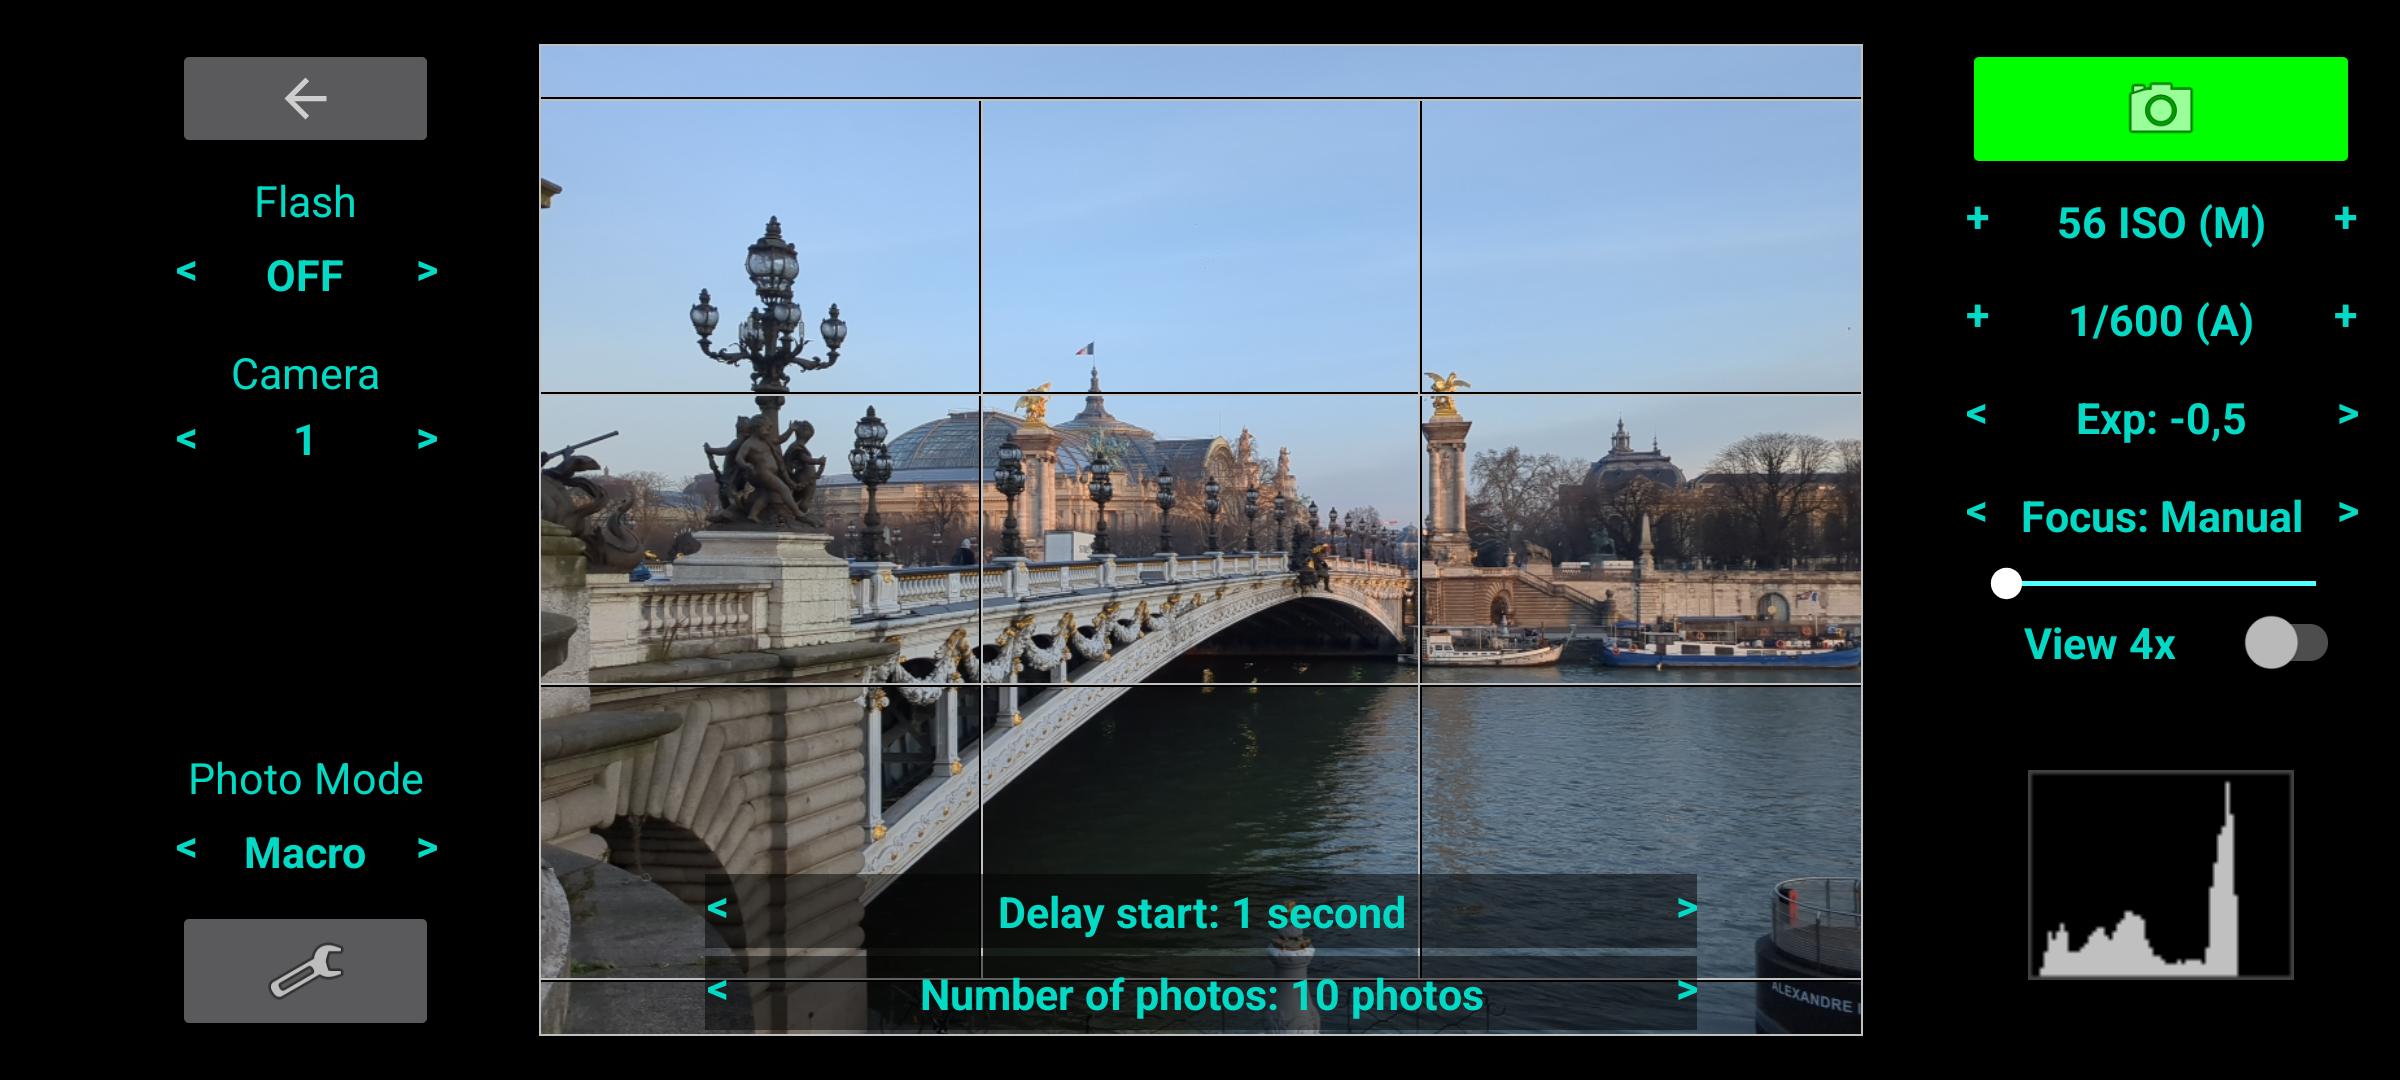 Flash
< OFF >
Camera
< 1 >
Photo Mode
< Macro >
< Delay start: 1 second >
< Number of photos: 10 photos >
ALEXANDRE
+ 56 ISO (M) +
+ 1/600 (A) +
< Exp: -0,5 >
< Focus: Manual >
View 4x